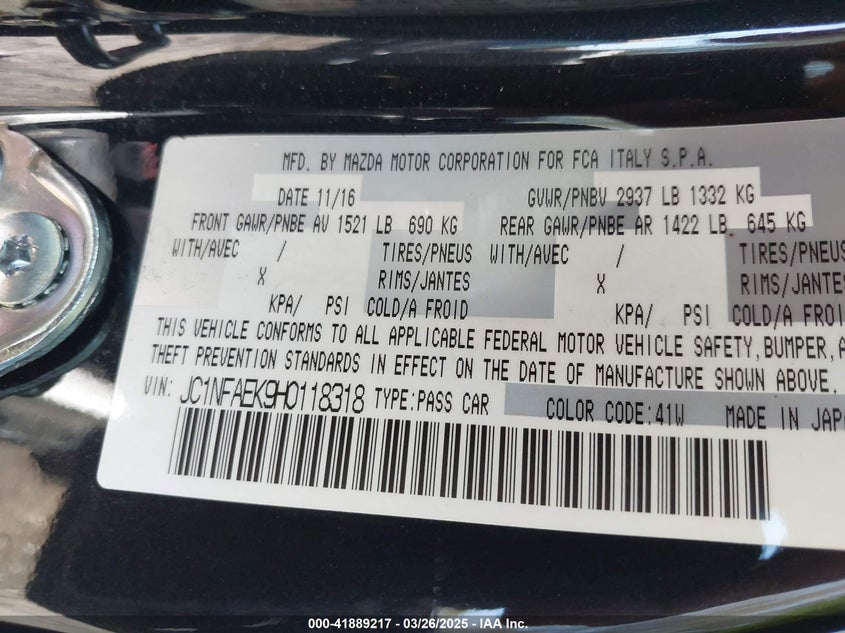 MFD. BY MAZDA MOTOR CORPORATION FOR FCA ITALY S.P.A.
DATE 11/16 GVWR/PNBV 2937 LB 1332 KG
FRONT GAWR/PNBE AV 1521 LB 690 KG REAR GAWR/PNBE AR 1422 LB 645 KG
WITH/AVEC / TIRES/PNEUS WITH/AVEC / TIRES/PNEUS
X RIMS/JANTES X RIMS/JANTES
KPA/ PSI COLD/A FROID KPA/ PSI COLD/A FROID
THIS VEHICLE CONFORMS TO ALL APPLICABLE FEDERAL MOTOR VEHICLE SAFETY, BUMPER, A
THEFT PREVENTION STANDARDS IN EFFECT ON THE DATE OF MANUFACTURE SHOWN ABOVE.
VIN: JC1NFAEK9H0118318 TYPE:PASS CAR COLOR CODE:41W MADE IN JAP
000-41889217 - 03/26/2025 - IAA Inc.